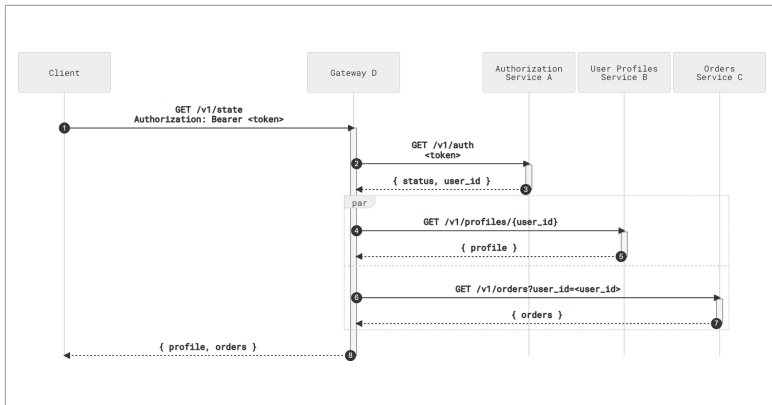 Client
Gateway D
Authorization
Service A
User Profiles
Service B
Orders
Service C
GET /v1/state
Authorization: Bearer <token>
1
GET /v1/auth
<token>
2
{ status, user_id }
3
par
GET /v1/profiles/{user_id}
4
{ profile }
5
GET /v1/orders?user_id=<user_id>
6
{ orders }
7
{ profile, orders }
8